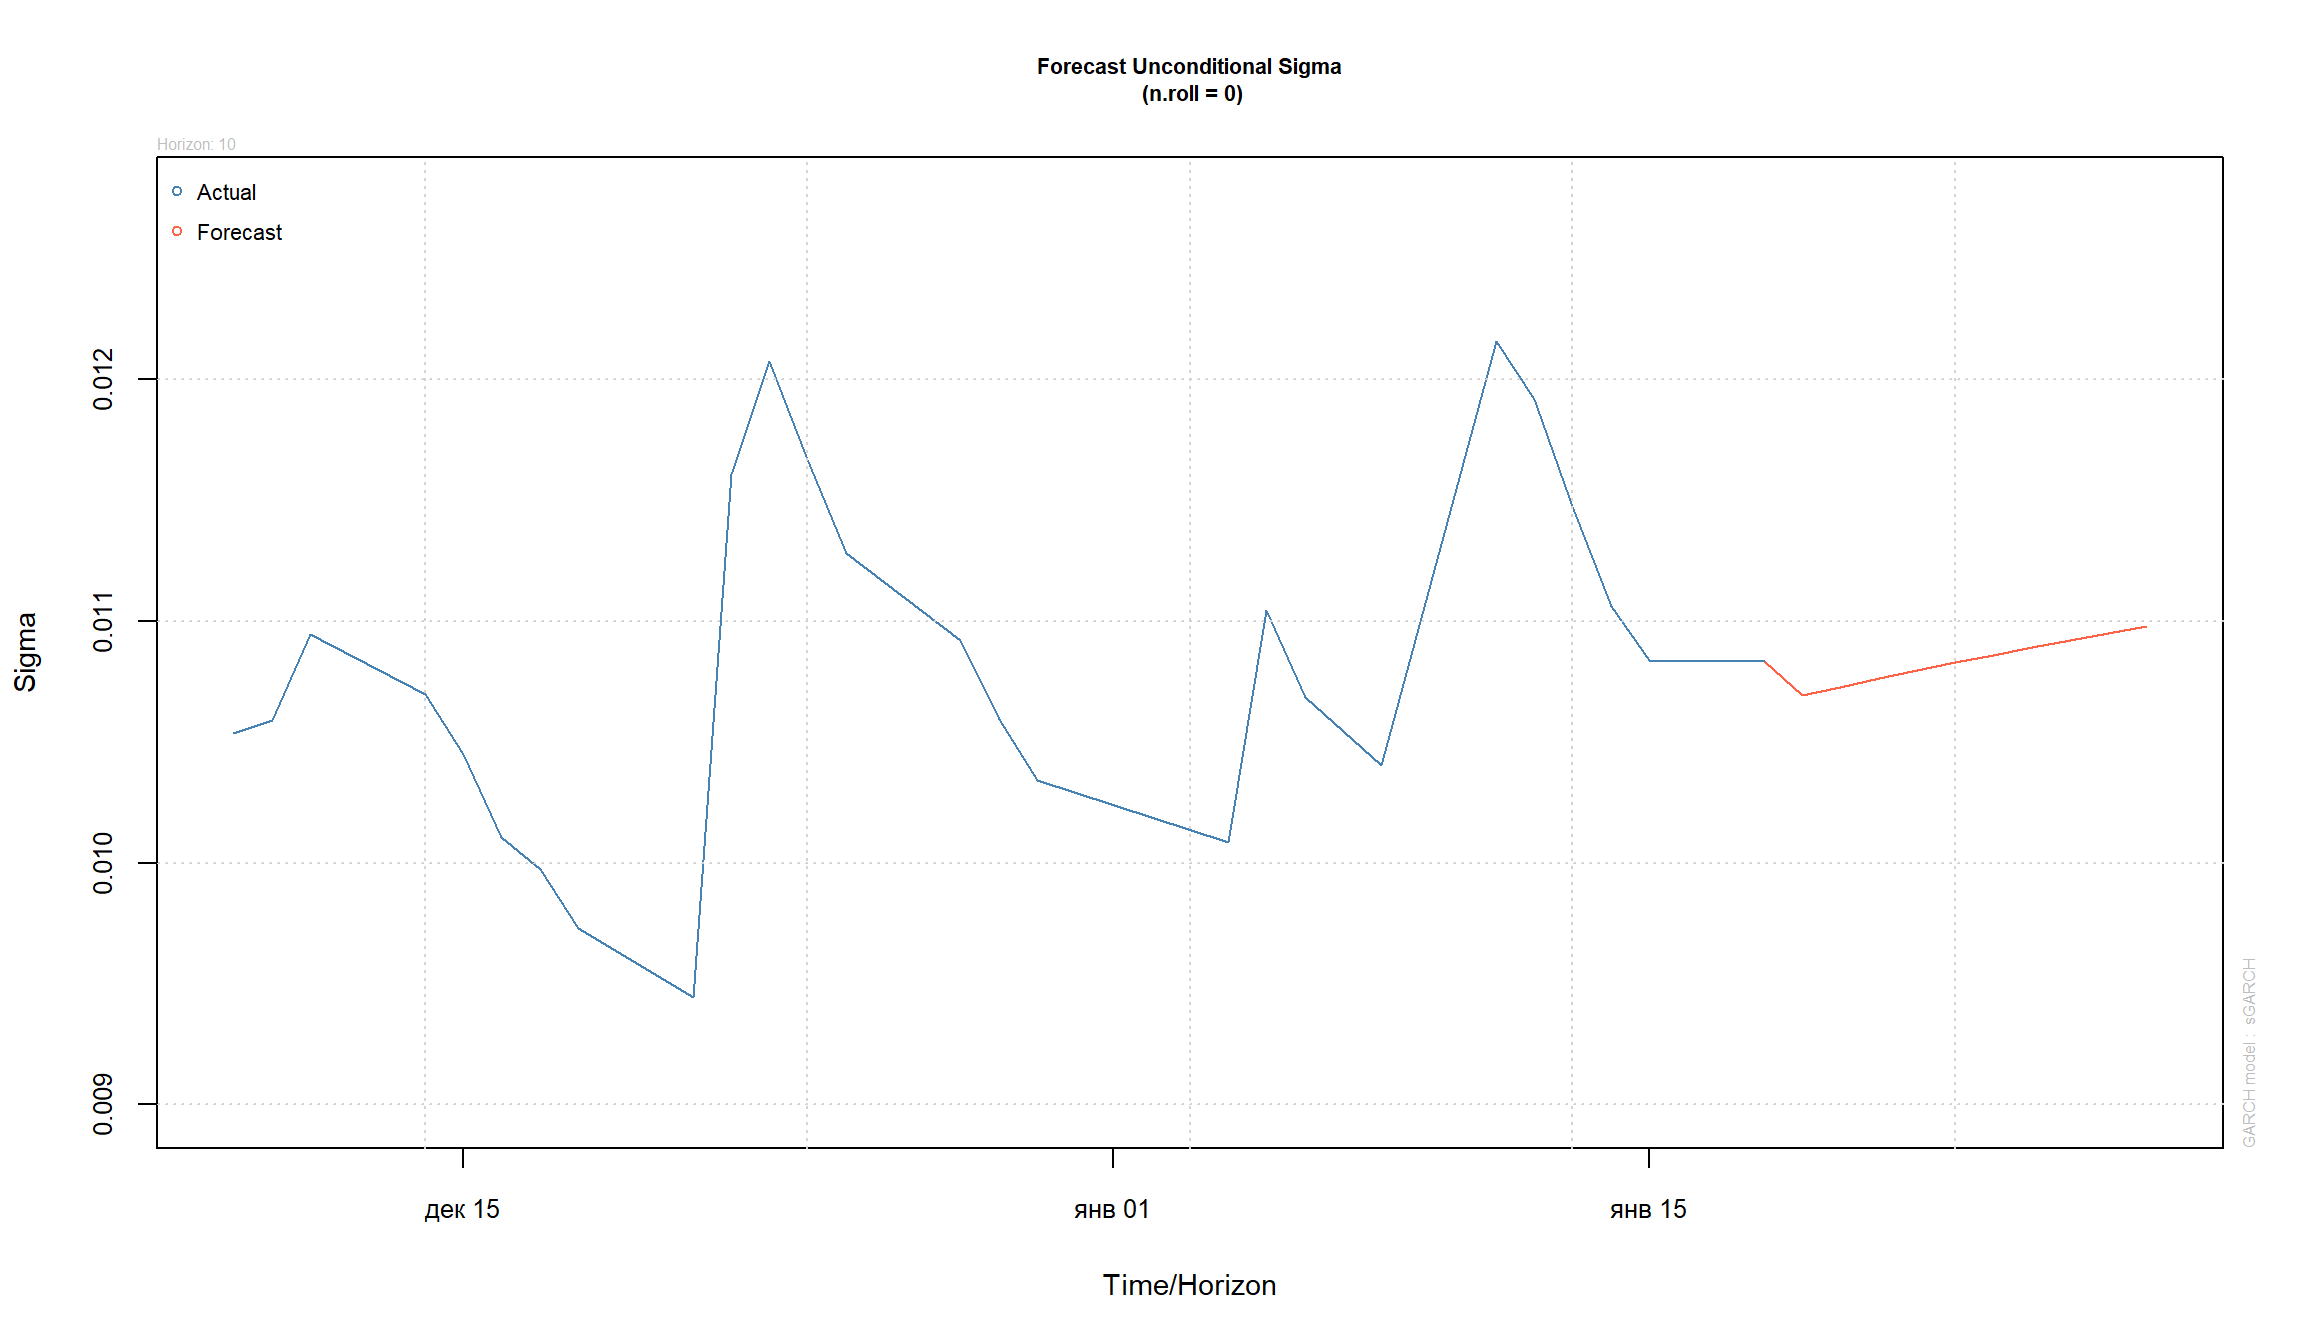 Forecast Unconditional Sigma
(n.roll = 0)
Horizon: 10
Actual
Forecast
0.012
0.011
0.010
0.009
Sigma
GARCH model : sGARCH
дек 15
янв 01
янв 15
Time/Horizon